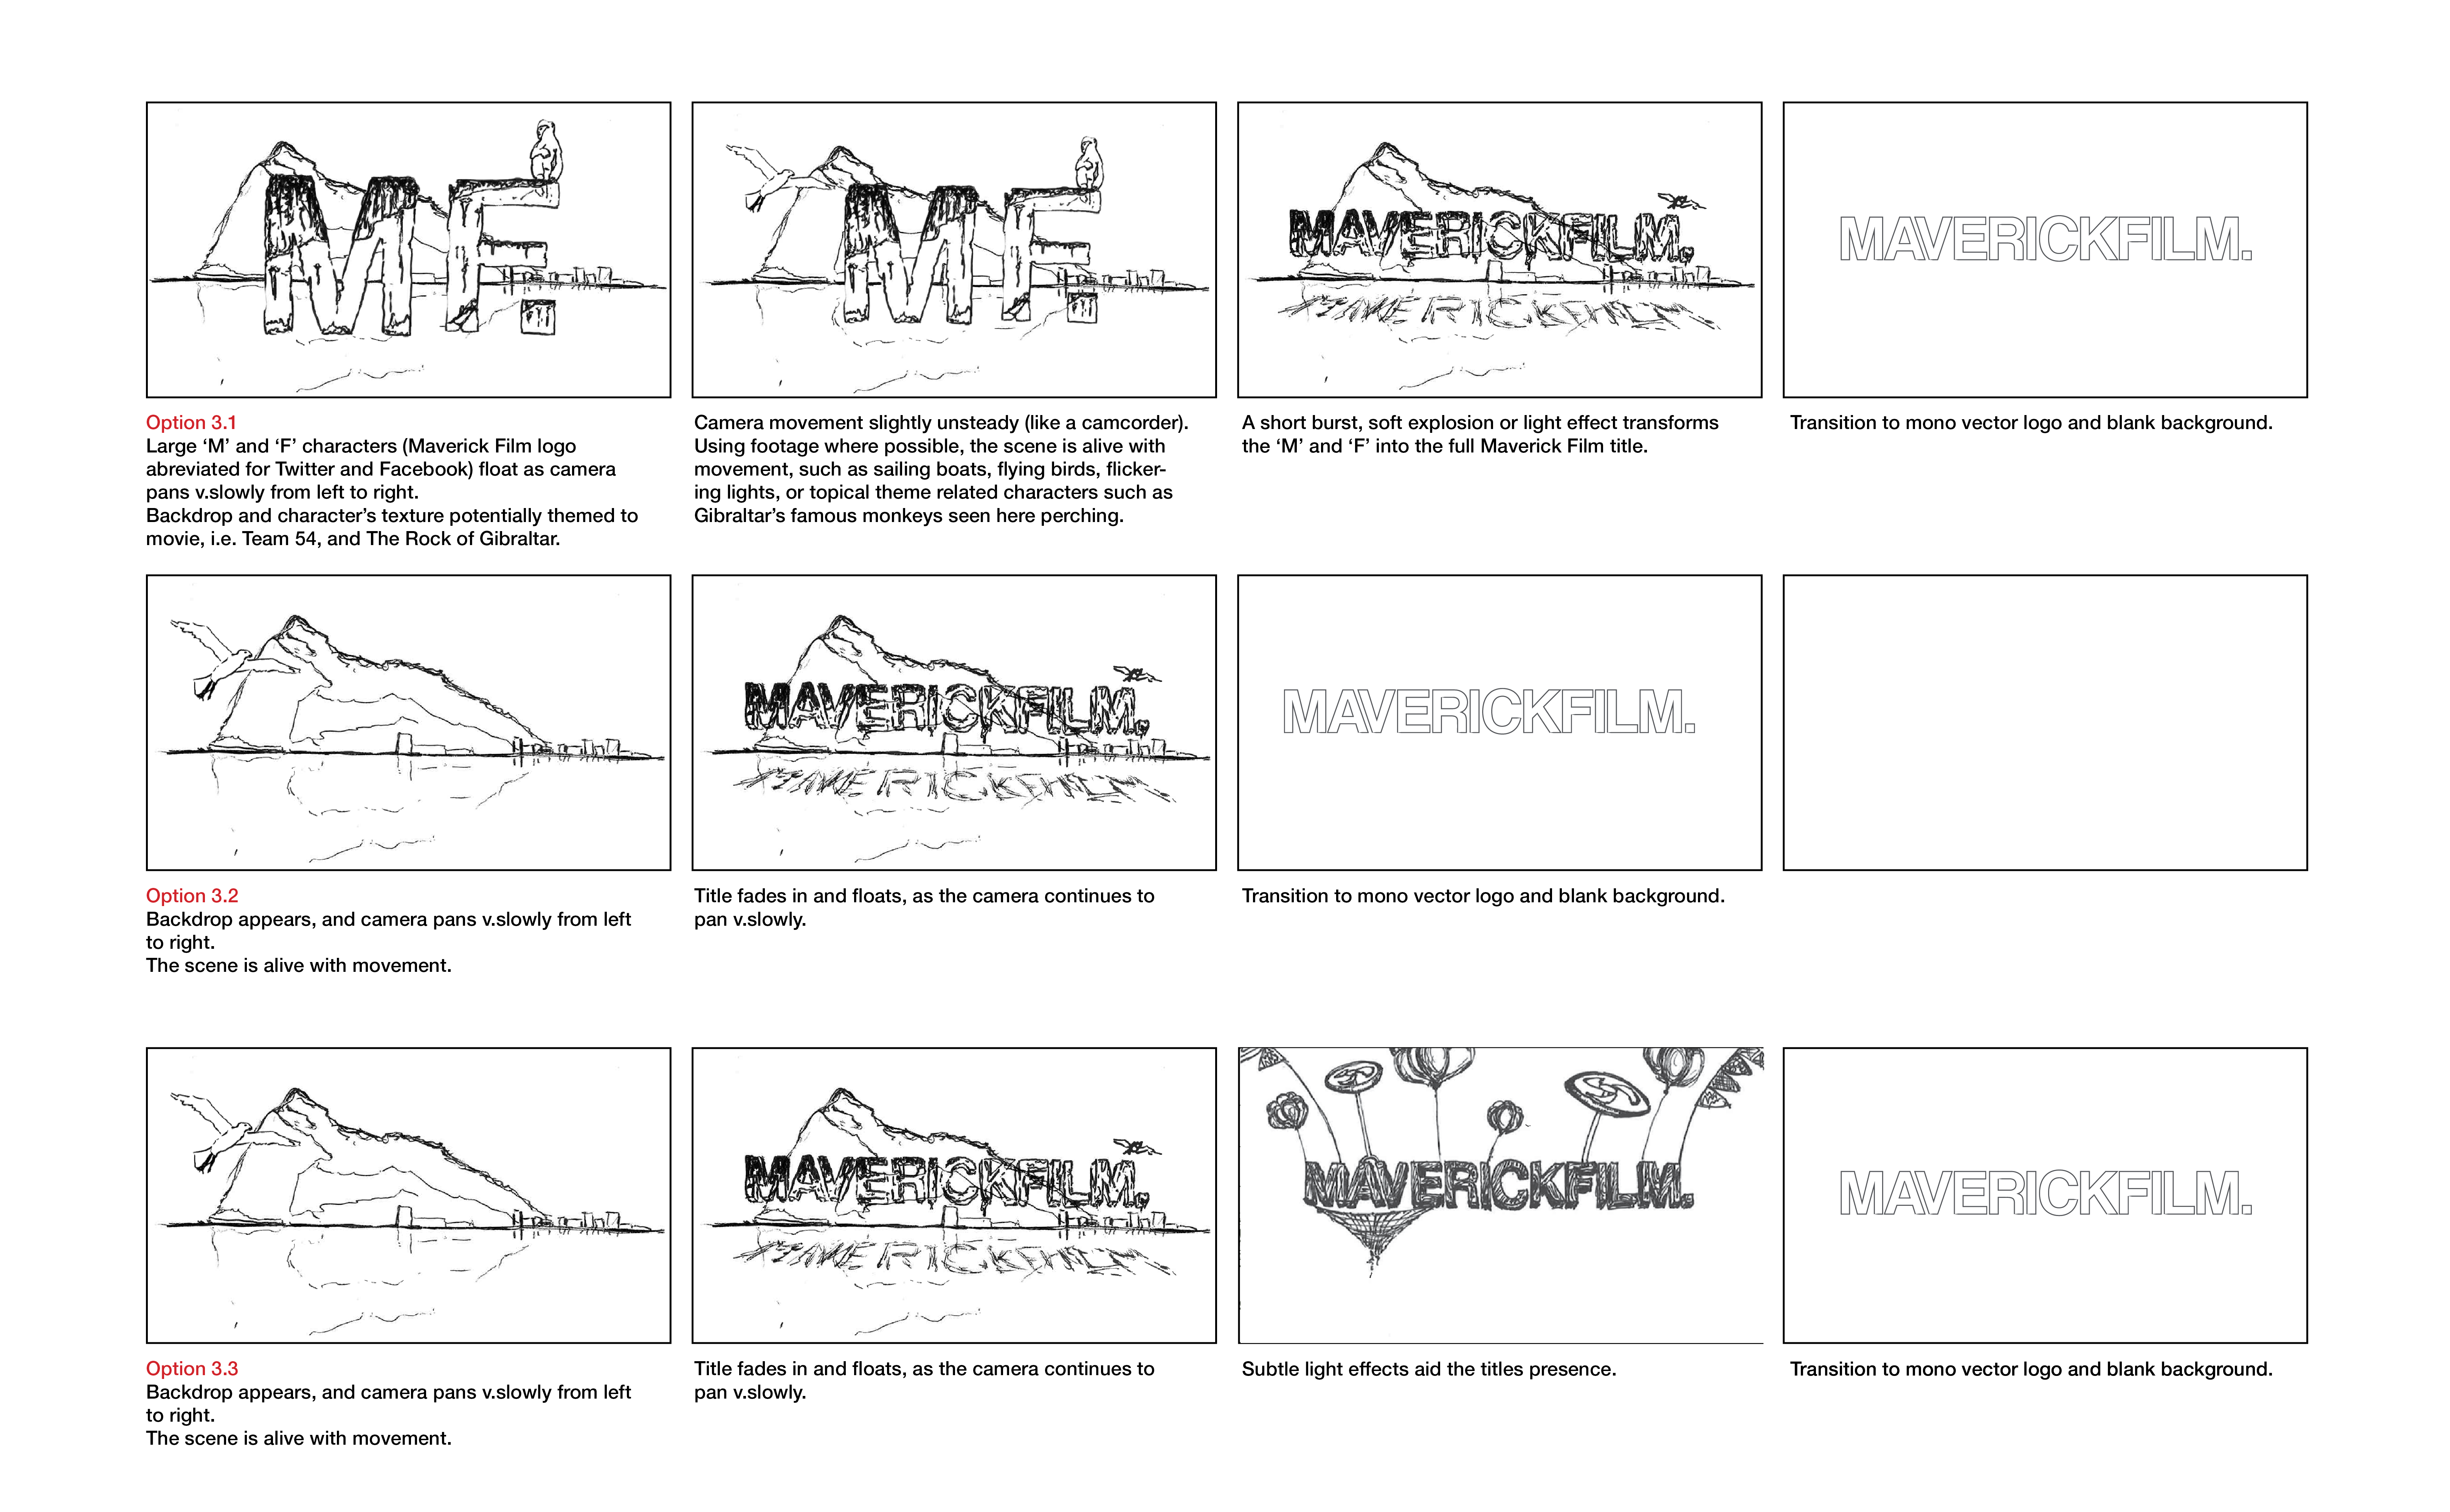 MF.
MF.
MAVERICKFILM.
MAVERICKFILM.
Option 3.1
Large ‘M’ and ‘F’ characters (Maverick Film logo
abreviated for Twitter and Facebook) float as camera
pans v.slowly from left to right.
Backdrop and character’s texture potentially themed to
movie, i.e. Team 54, and The Rock of Gibraltar.
Camera movement slightly unsteady (like a camcorder).
Using footage where possible, the scene is alive with
movement, such as sailing boats, flying birds, flicker-
ing lights, or topical theme related characters such as
Gibraltar’s famous monkeys seen here perching.
A short burst, soft explosion or light effect transforms
the ‘M’ and ‘F’ into the full Maverick Film title.
Transition to mono vector logo and blank background.
MAVERICKFILM.
MAVERICKFILM.
Option 3.2
Backdrop appears, and camera pans v.slowly from left
to right.
The scene is alive with movement.
Title fades in and floats, as the camera continues to
pan v.slowly.
Transition to mono vector logo and blank background.
MAVERICKFILM.
MAVERICKFILM.
MAVERICKFILM.
Option 3.3
Backdrop appears, and camera pans v.slowly from left
to right.
The scene is alive with movement.
Title fades in and floats, as the camera continues to
pan v.slowly.
Subtle light effects aid the titles presence.
Transition to mono vector logo and blank background.